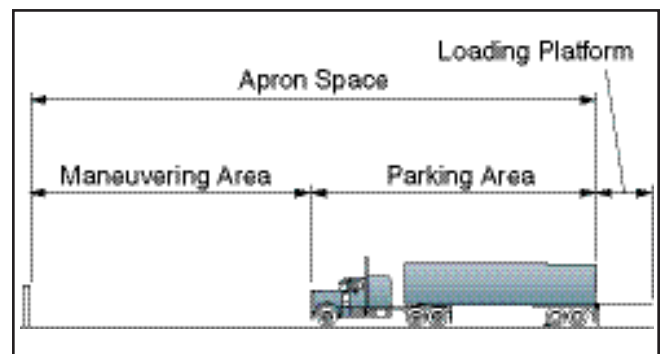 Loading Platform
Apron Space
Maneuvering Area
Parking Area